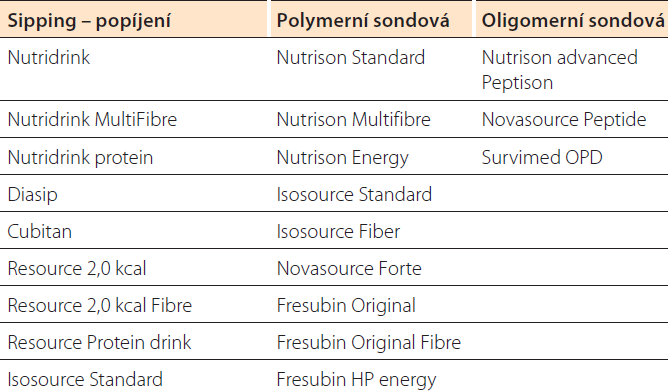 Sipping – popíjení Polymerní sondová Oligomerní sondová
Nutridrink Nutrison Standard Nutrison advanced
Peptison
Nutridrink MultiFibre Nutrison Multifibre Novasource Peptide
Nutridrink protein Nutrison Energy Survimed OPD
Diasip Isosource Standard
Cubitan Isosource Fiber
Resource 2,0 kcal Novasource Forte
Resource 2,0 kcal Fibre Fresubin Original
Resource Protein drink Fresubin Original Fibre
Isosource Standard Fresubin HP energy